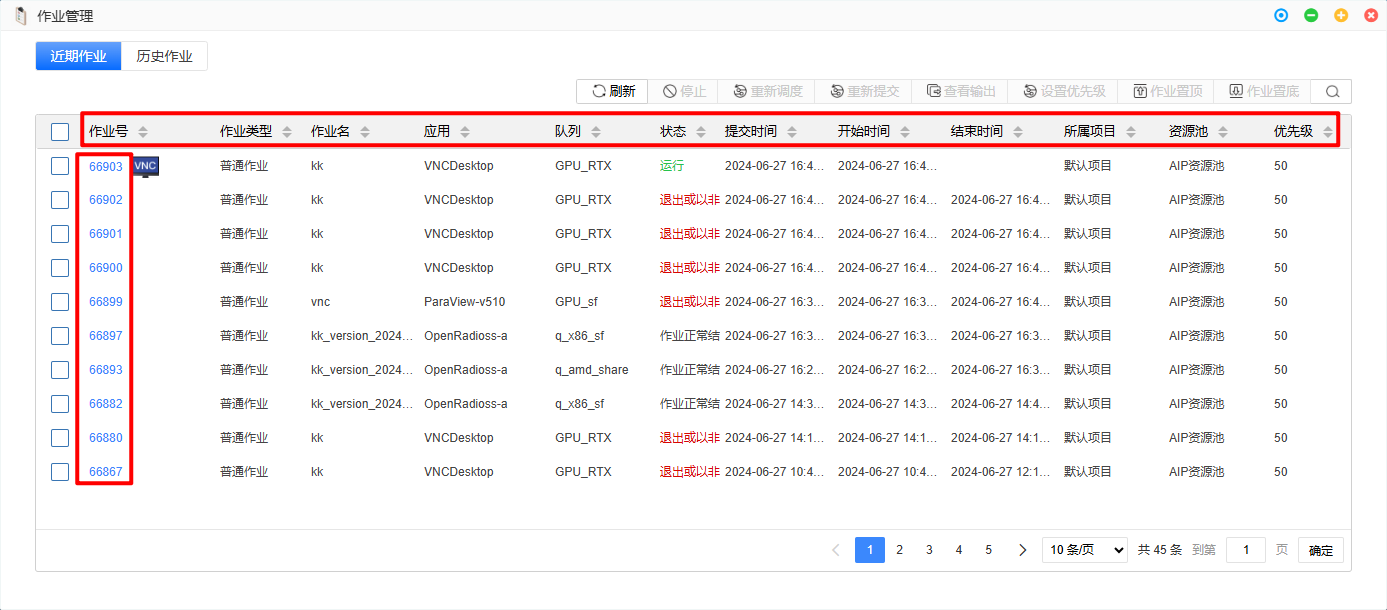 作业管理
近期作业 历史作业
刷新 停止 重新调度 重新提交 查看输出 设置优先级 作业置顶 作业置底
作业号 作业类型 作业名 应用 队列 状态 提交时间 开始时间 结束时间 所属项目 资源池 优先级
66903 VNC 普通作业 kk VNCDesktop GPU_RTX 运行 2024-06-27 16:4... 2024-06-27 16:4... 默认项目 AIP资源池 50
66902 普通作业 kk VNCDesktop GPU_RTX 退出或以非 2024-06-27 16:4... 2024-06-27 16:4... 2024-06-27 16:4... 默认项目 AIP资源池 50
66901 普通作业 kk VNCDesktop GPU_RTX 退出或以非 2024-06-27 16:4... 2024-06-27 16:4... 2024-06-27 16:4... 默认项目 AIP资源池 50
66900 普通作业 kk VNCDesktop GPU_RTX 退出或以非 2024-06-27 16:4... 2024-06-27 16:4... 2024-06-27 16:4... 默认项目 AIP资源池 50
66899 普通作业 vnc ParaView-v510 GPU_sf 退出或以非 2024-06-27 16:3... 2024-06-27 16:3... 2024-06-27 16:4... 默认项目 AIP资源池 50
66897 普通作业 kk_version_2024... OpenRadioss-a q_x86_sf 作业正常结 2024-06-27 16:3... 2024-06-27 16:3... 2024-06-27 16:3... 默认项目 AIP资源池 50
66893 普通作业 kk_version_2024... OpenRadioss-a q_amd_share 作业正常结 2024-06-27 16:2... 2024-06-27 16:2... 2024-06-27 16:3... 默认项目 AIP资源池 50
66882 普通作业 kk_version_2024... OpenRadioss-a q_x86_sf 作业正常结 2024-06-27 14:3... 2024-06-27 14:3... 2024-06-27 14:4... 默认项目 AIP资源池 50
66880 普通作业 kk VNCDesktop GPU_RTX 退出或以非 2024-06-27 14:1... 2024-06-27 14:1... 2024-06-27 14:1... 默认项目 AIP资源池 50
66867 普通作业 kk VNCDesktop GPU_RTX 退出或以非 2024-06-27 10:4... 2024-06-27 10:4... 2024-06-27 12:1... 默认项目 AIP资源池 50
1 2 3 4 5 10 条/页 共 45 条 到第 1 页 确定